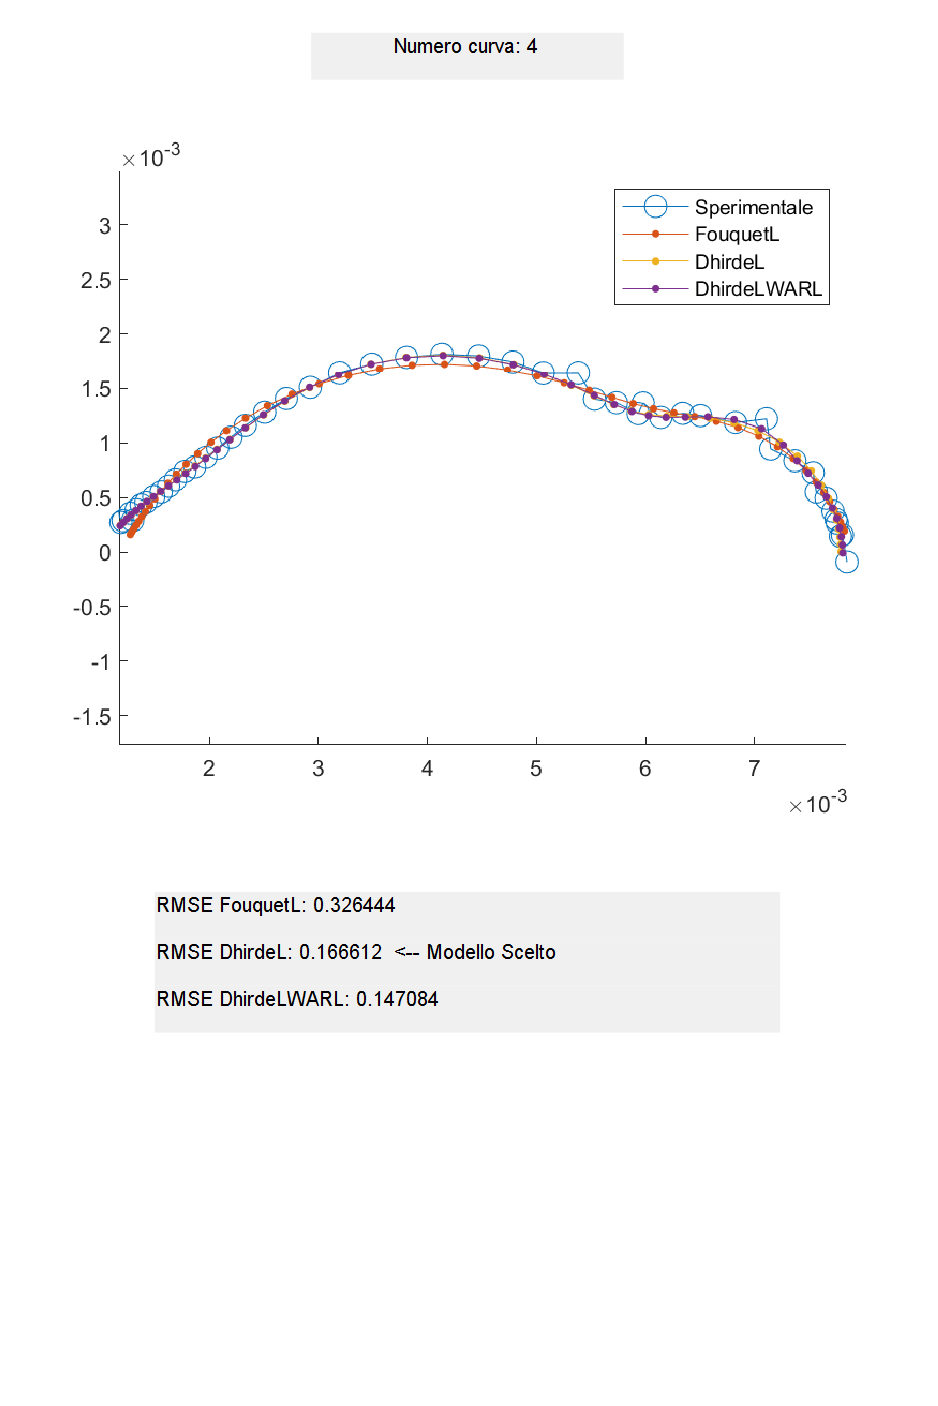 Numero curva: 4
×10-3
3
2.5
2
1.5
1
0.5
0
-0.5
-1
-1.5
Sperimentale
FouquetL
DhirdeL
DhirdeLWARL
2 3 4 5 6 7
×10-3
RMSE FouquetL: 0.326444
RMSE DhirdeL: 0.166612 <-- Modello Scelto
RMSE DhirdeLWARL: 0.147084